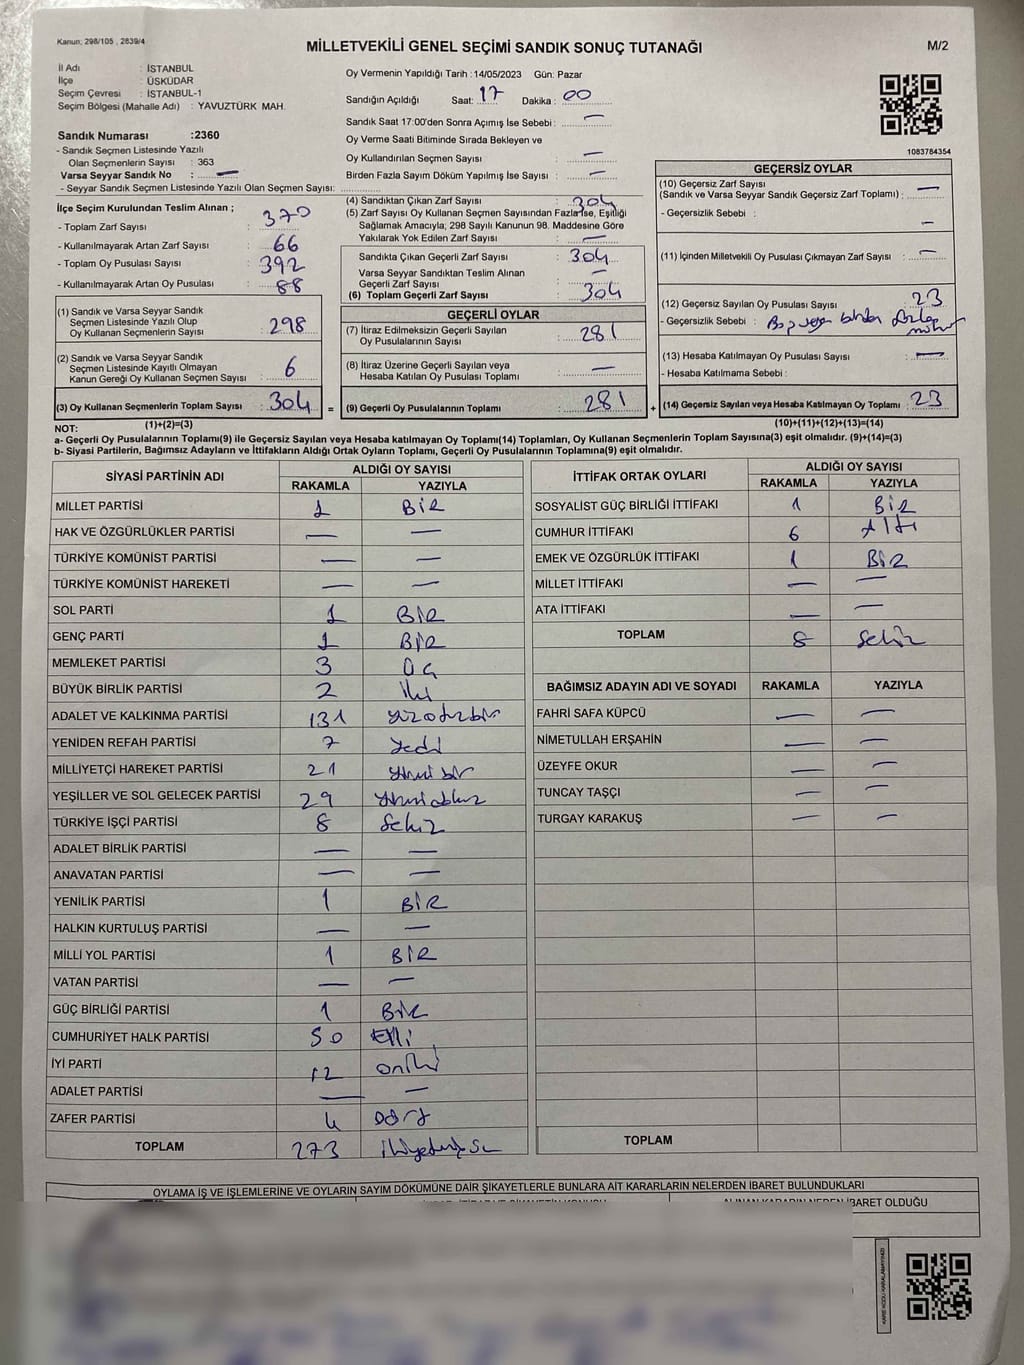 Kanun; 298/105 , 2839/4
MİLLETVEKİLİ GENEL SEÇİMİ SANDIK SONUÇ TUTANAĞI
M/2
İl Adı : İSTANBUL
İlçe : ÜSKÜDAR
Seçim Çevresi : İSTANBUL-1
Seçim Bölgesi (Mahalle Adı) : YAVUZTÜRK MAH.
Sandık Numarası :2360
- Sandık Seçmen Listesinde Yazılı
Olan Seçmenlerin Sayısı : 363
Varsa Seyyar Sandık No : —
- Seyyar Sandık Seçmen Listesinde Yazılı Olan Seçmen Sayısı:
Oy Vermenin Yapıldığı Tarih :14/05/2023 Gün: Pazar
Sandığın Açıldığı Saat: 17 Dakika : 00
Sandık Saat 17:00'den Sonra Açımış İse Sebebi : —
Oy Verme Saati Bitiminde Sırada Bekleyen ve
Oy Kullandırılan Seçmen Sayısı : —
Birden Fazla Sayım Döküm Yapılmış İse Sayısı : —
1083784354
İlçe Seçim Kurulundan Teslim Alınan ;
- Toplam Zarf Sayısı : 370
- Kullanılmayarak Artan Zarf Sayısı : 66
- Toplam Oy Pusulası Sayısı : 392
- Kullanılmayarak Artan Oy Pusulası : 88
(1) Sandık ve Varsa Seyyar Sandık
Seçmen Listesinde Yazılı Olup
Oy Kullanan Seçmenlerin Sayısı : 298
(2) Sandık ve Varsa Seyyar Sandık
Seçmen Listesinde Kayıtlı Olmayan
Kanun Gereği Oy Kullanan Seçmen Sayısı : 6
(3) Oy Kullanan Seçmenlerin Toplam Sayısı : 304 =
(1)+(2)=(3)
(4) Sandıktan Çıkan Zarf Sayısı : 304
(5) Zarf Sayısı Oy Kullanan Seçmen Sayısından Fazla İse, Eşitliği
Sağlamak Amacıyla; 298 Sayılı Kanunun 98. Maddesine Göre
Yakılarak Yok Edilen Zarf Sayısı : —
Sandıkta Çıkan Geçerli Zarf Sayısı : 304
Varsa Seyyar Sandıktan Teslim Alınan
Geçerli Zarf Sayısı : —
(6) Toplam Geçerli Zarf Sayısı : 304
GEÇERLİ OYLAR
(7) İtiraz Edilmeksizin Geçerli Sayılan
Oy Pusulalarının Sayısı : 281
(8) İtiraz Üzerine Geçerli Sayılan veya
Hesaba Katılan Oy Pusulası Toplamı : —
(9) Geçerli Oy Pusulalarının Toplamı : 281 +
GEÇERSİZ OYLAR
(10) Geçersiz Zarf Sayısı
(Sandık ve Varsa Seyyar Sandık Geçersiz Zarf Toplamı) : —
- Geçersizlik Sebebi : —
(11) İçinden Milletvekili Oy Pusulası Çıkmayan Zarf Sayısı : —
(12) Geçersiz Sayılan Oy Pusulası Sayısı : 23
- Geçersizlik Sebebi :
(13) Hesaba Katılmayan Oy Pusulası Sayısı : —
- Hesaba Katılmama Sebebi :
(14) Geçersiz Sayılan veya Hesaba Katılmayan Oy Toplamı : 23
(10)+(11)+(12)+(13)=(14)
NOT:
a- Geçerli Oy Pusulalarının Toplamı(9) ile Geçersiz Sayılan veya Hesaba katılmayan Oy Toplamı(14) Toplamları, Oy Kullanan Seçmenlerin Toplam Sayısına(3) eşit olmalıdır. (9)+(14)=(3)
b- Siyasi Partilerin, Bağımsız Adayların ve İttifakların Aldığı Ortak Oyların Toplamı, Geçerli Oy Pusulalarının Toplamına(9) eşit olmalıdır.
SİYASİ PARTİNİN ADI ALDIĞI OY SAYISI
RAKAMLA YAZIYLA
MİLLET PARTİSİ 1 BİR
HAK VE ÖZGÜRLÜKLER PARTİSİ — —
TÜRKİYE KOMÜNİST PARTİSİ — —
TÜRKİYE KOMÜNİST HAREKETİ — —
SOL PARTİ 1 BİR
GENÇ PARTİ 1 BİR
MEMLEKET PARTİSİ 3 ÜÇ
BÜYÜK BİRLİK PARTİSİ 2 iki
ADALET VE KALKINMA PARTİSİ 131 yüzotuzbir
YENİDEN REFAH PARTİSİ 7 yedi
MİLLİYETÇİ HAREKET PARTİSİ 21 yirmi bir
YEŞİLLER VE SOL GELECEK PARTİSİ 29 yirmidokuz
TÜRKİYE İŞÇİ PARTİSİ 8 Sekiz
ADALET BİRLİK PARTİSİ — —
ANAVATAN PARTİSİ — —
YENİLİK PARTİSİ 1 BİR
HALKIN KURTULUŞ PARTİSİ — —
MİLLİ YOL PARTİSİ 1 BİR
VATAN PARTİSİ — —
GÜÇ BİRLİĞİ PARTİSİ 1 BİR
CUMHURİYET HALK PARTİSİ 50 Elli
İYİ PARTİ 12 oniki
ADALET PARTİSİ — —
ZAFER PARTİSİ 4 DÖRT
TOPLAM 273 ikiyüzyetmişüç
İTTİFAK ORTAK OYLARI ALDIĞI OY SAYISI
RAKAMLA YAZIYLA
SOSYALİST GÜÇ BİRLİĞİ İTTİFAKI 1 BİR
CUMHUR İTTİFAKI 6 Altı
EMEK VE ÖZGÜRLÜK İTTİFAKI 1 BİR
MİLLET İTTİFAKI — —
ATA İTTİFAKI — —
TOPLAM 8 Sekiz
BAĞIMSIZ ADAYIN ADI VE SOYADI RAKAMLA YAZIYLA
FAHRİ SAFA KÜPCÜ — —
NİMETULLAH ERŞAHİN — —
ÜZEYFE OKUR — —
TUNCAY TAŞÇI — —
TURGAY KARAKUŞ — —
TOPLAM
OYLAMA İŞ VE İŞLEMLERİNE VE OYLARIN SAYIM DÖKÜMÜNE DAİR ŞİKAYETLERLE BUNLARA AİT KARARLARIN NELERDEN İBARET BULUNDUKLARI
ALINAN KARARIN NEDEN İBARET OLDUĞU